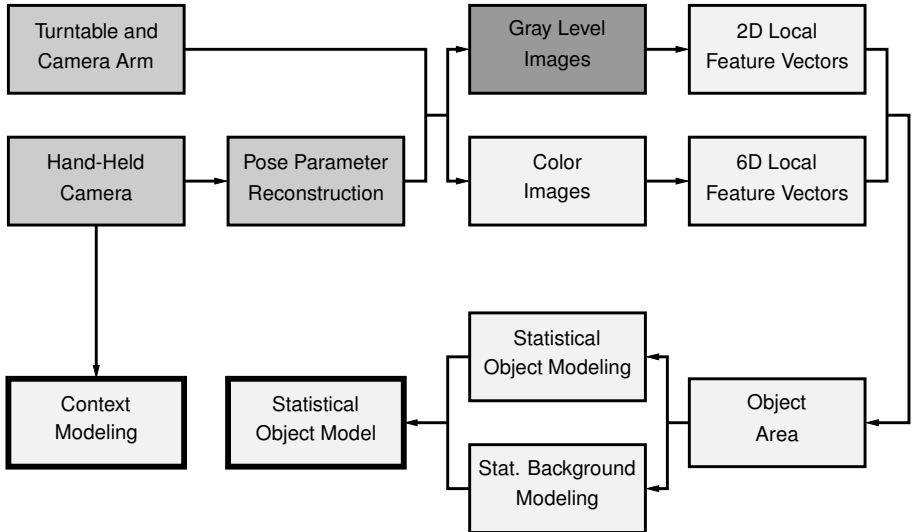 Turntable and
Camera Arm
Gray Level
Images
2D Local
Feature Vectors
Hand-Held
Camera
Pose Parameter
Reconstruction
Color
Images
6D Local
Feature Vectors
Statistical
Object Modeling
Context
Modeling
Statistical
Object Model
Object
Area
Stat. Background
Modeling